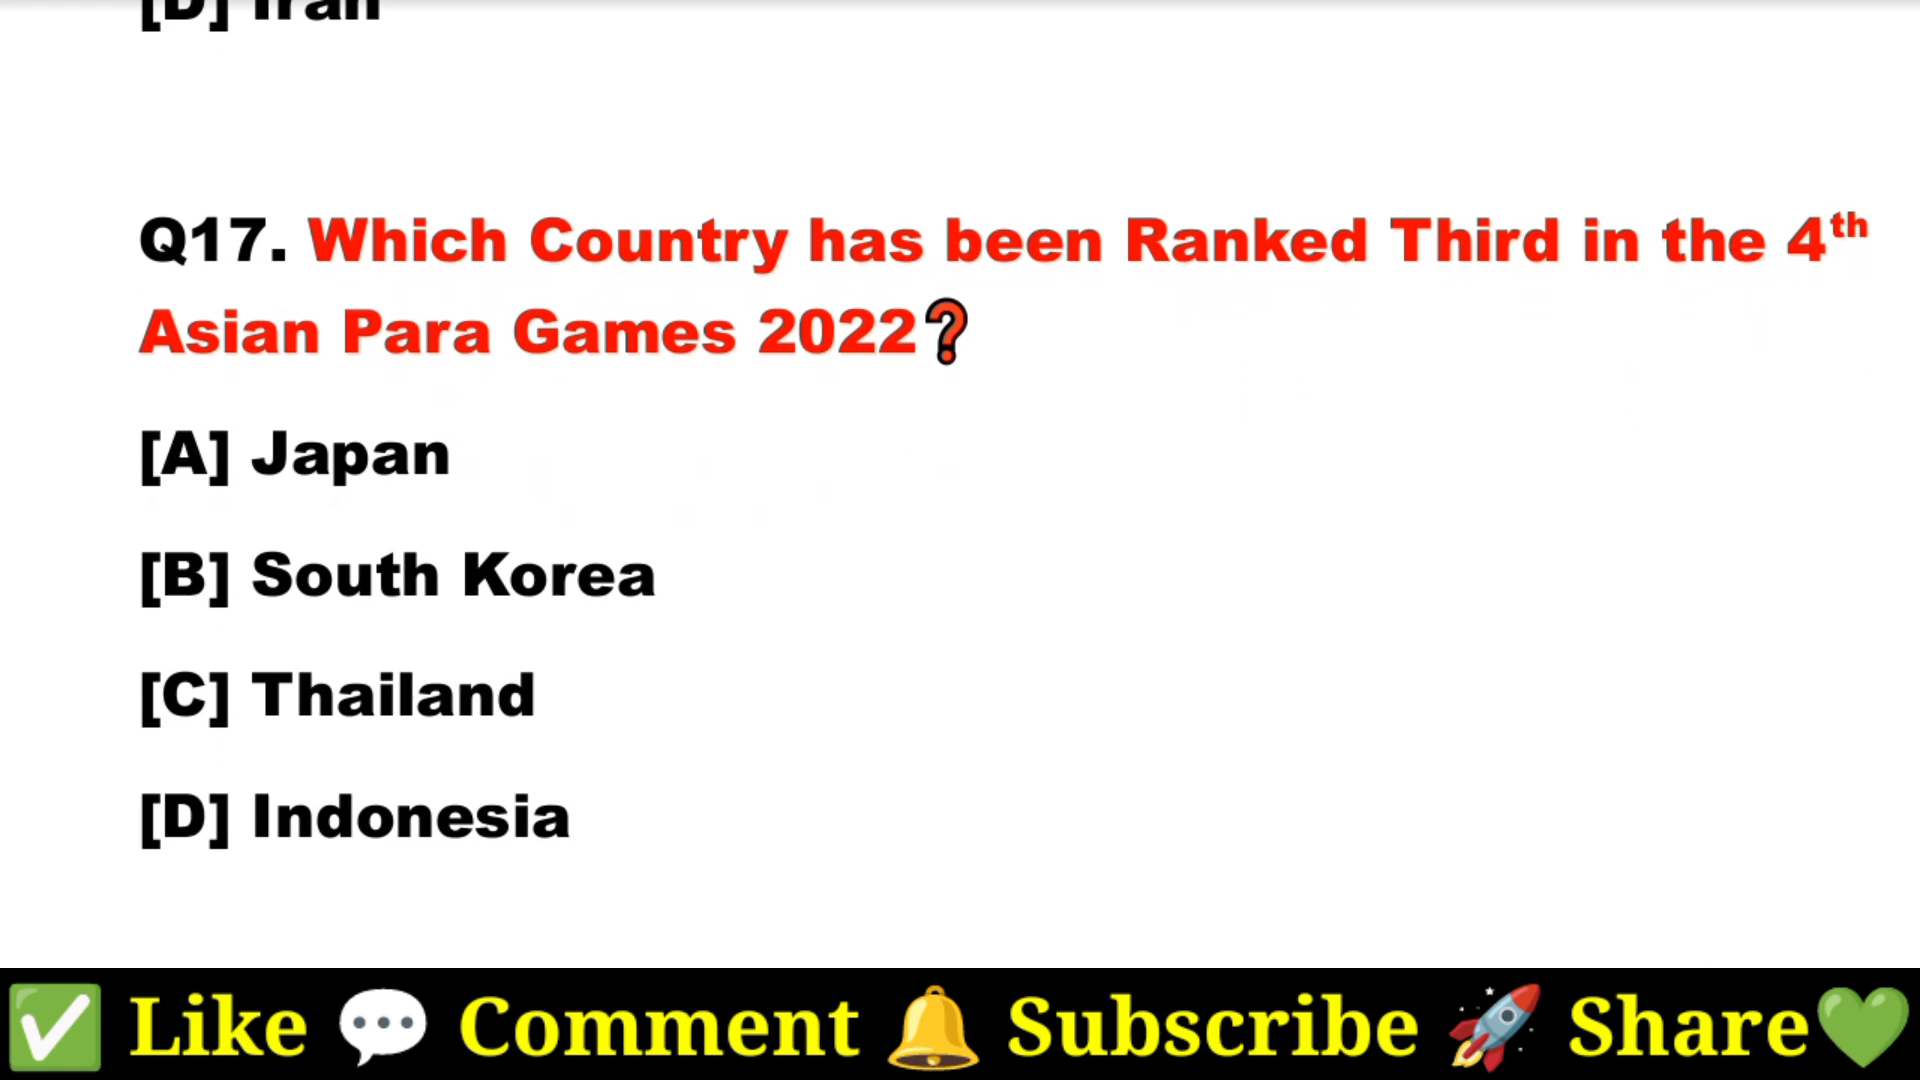 [D] Iran
Q17. Which Country has been Ranked Third in the 4th
Asian Para Games 2022❓
[A] Japan
[B] South Korea
[C] Thailand
[D] Indonesia
✅ Like 💬 Comment 🔔 Subscribe 🚀 Share💚